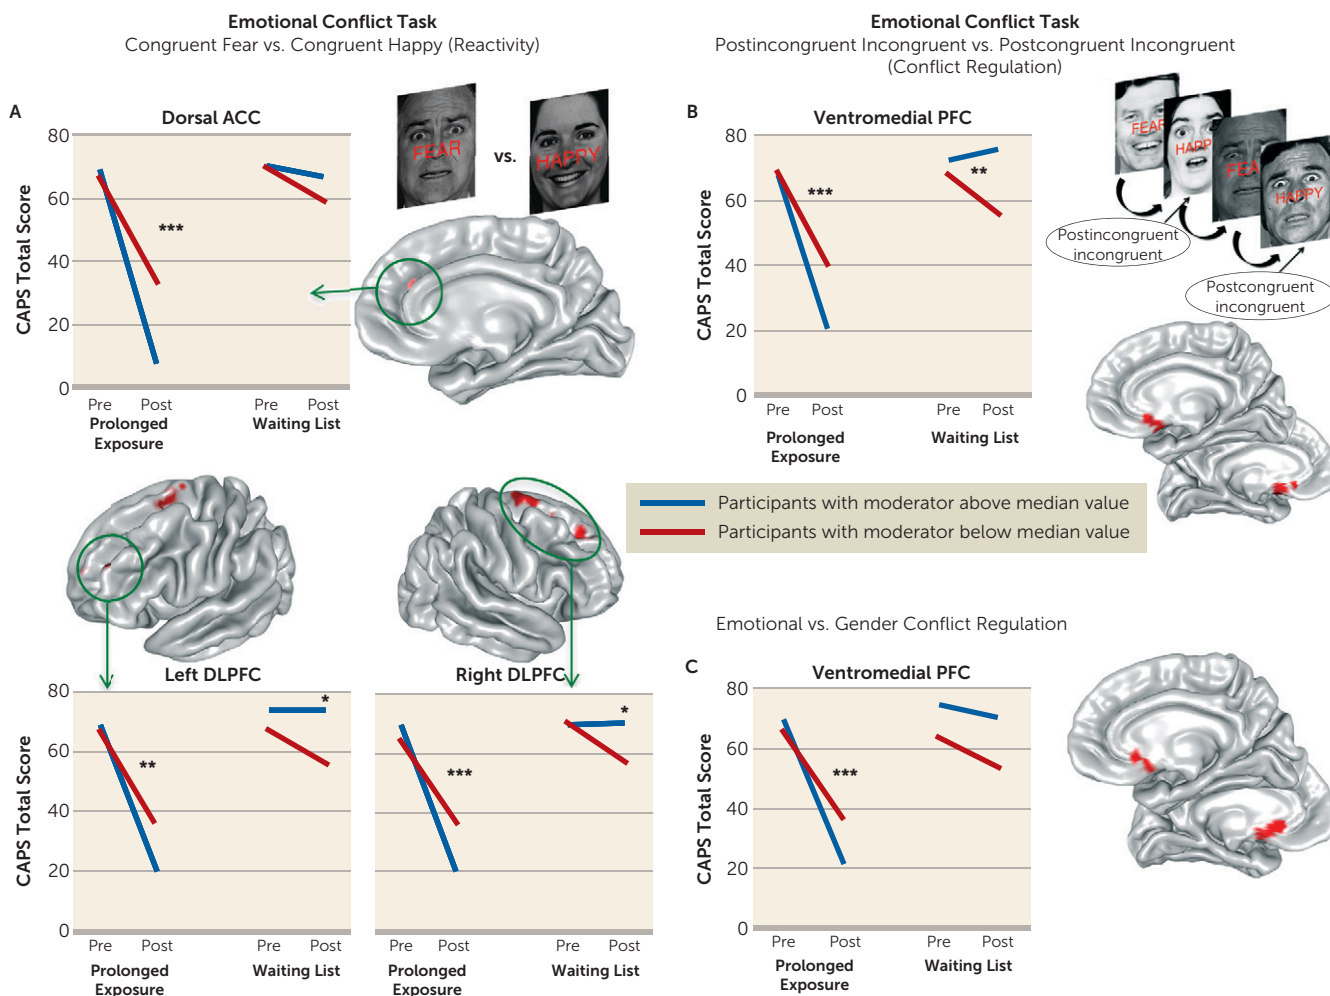 Emotional Conflict Task
Congruent Fear vs. Congruent Happy (Reactivity)
A
Dorsal ACC
CAPS Total Score
80
60
40
20
0
***
Pre
Post
Pre
Post
Prolonged
Exposure
Waiting List
FEAR
vs.
HAPPY
Left DLPFC
CAPS Total Score
80
60
40
20
0
**
*
Pre
Post
Pre
Post
Prolonged
Exposure
Waiting List
Right DLPFC
***
*
Pre
Post
Pre
Post
Prolonged
Exposure
Waiting List
Emotional Conflict Task
Postincongruent Incongruent vs. Postcongruent Incongruent
(Conflict Regulation)
B
Ventromedial PFC
CAPS Total Score
80
60
40
20
0
***
**
Pre
Post
Pre
Post
Prolonged
Exposure
Waiting List
FEAR
HAPP
FEA
HAPPY
Postincongruent
incongruent
Postcongruent
incongruent
Participants with moderator above median value
Participants with moderator below median value
Emotional vs. Gender Conflict Regulation
C
Ventromedial PFC
CAPS Total Score
80
60
40
20
0
***
Pre
Post
Pre
Post
Prolonged
Exposure
Waiting List